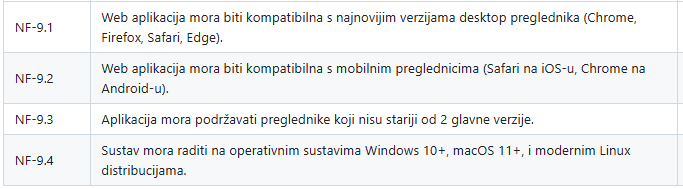 NF-9.1
Web aplikacija mora biti kompatibilna s najnovijim verzijama desktop preglednika (Chrome,
Firefox, Safari, Edge).
NF-9.2
Web aplikacija mora biti kompatibilna s mobilnim preglednicima (Safari na iOS-u, Chrome na
Android-u).
NF-9.3
Aplikacija mora podržavati preglednike koji nisu stariji od 2 glavne verzije.
NF-9.4
Sustav mora raditi na operativnim sustavima Windows 10+, macOS 11+, i modernim Linux
distribucijama.